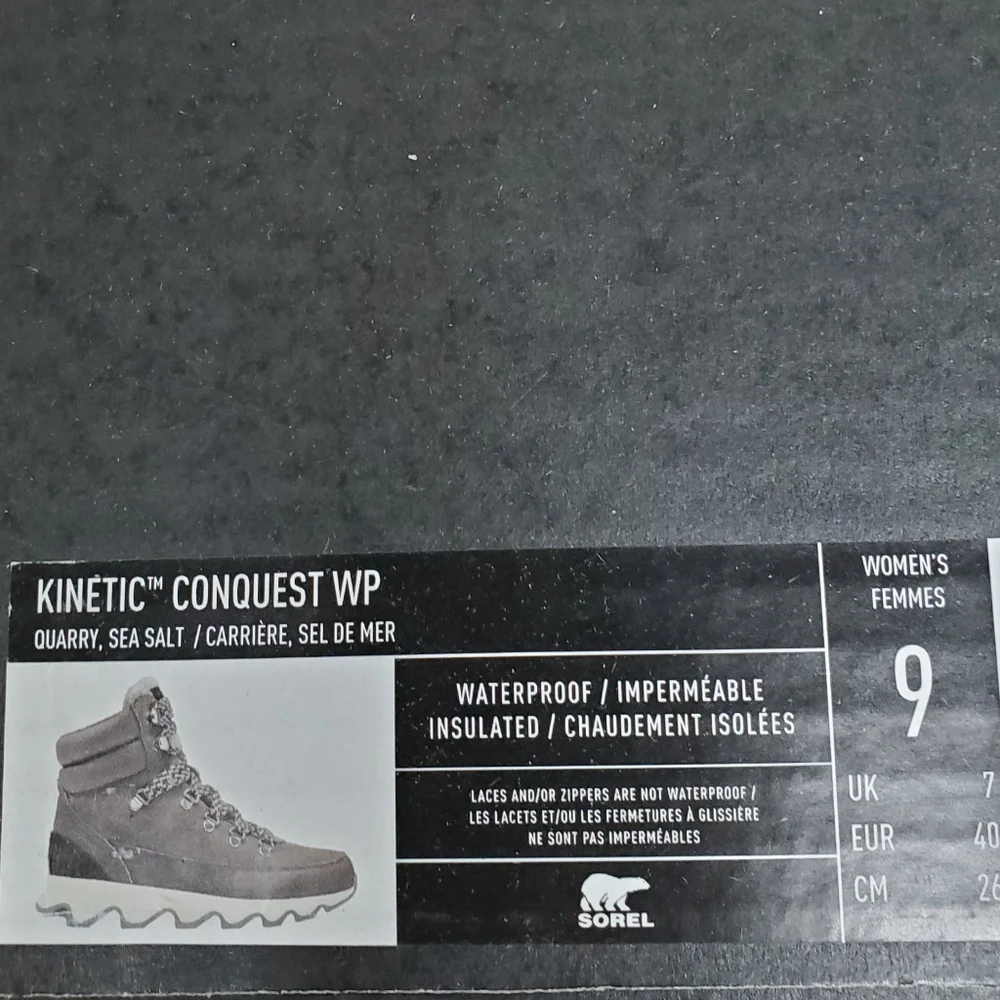 KINETIC™ CONQUEST WP
QUARRY, SEA SALT / CARRIÈRE, SEL DE MER
WATERPROOF / IMPERMÉABLE
INSULATED / CHAUDEMENT ISOLÉES
LACES AND/OR ZIPPERS ARE NOT WATERPROOF /
LES LACETS ET/OU LES FERMETURES À GLISSIÈRE
NE SONT PAS IMPERMÉABLES
SOREL
WOMEN'S
FEMMES
9
UK 7
EUR 40
CM 26